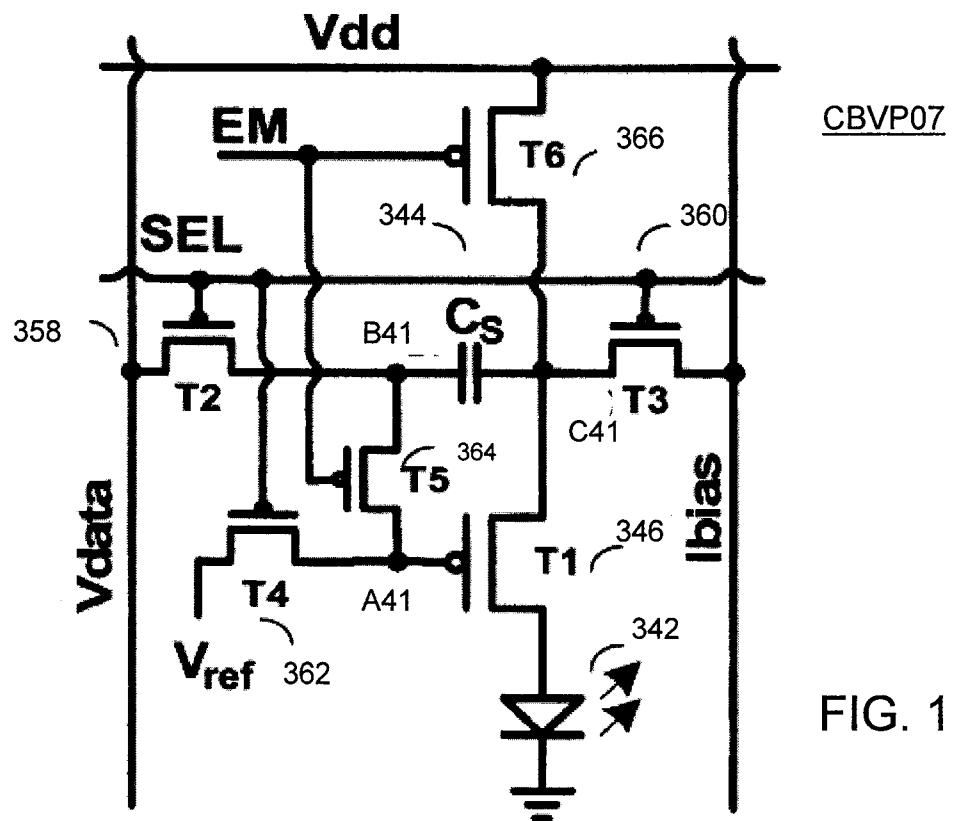 Vdd
CBVP07
EM
T6
366
344
360
SEL
358
B41
CS
T2
T3
C41
364
T5
Vdata
Ibias
T4
A41
T1
346
Vref
362
342
FIG. 1